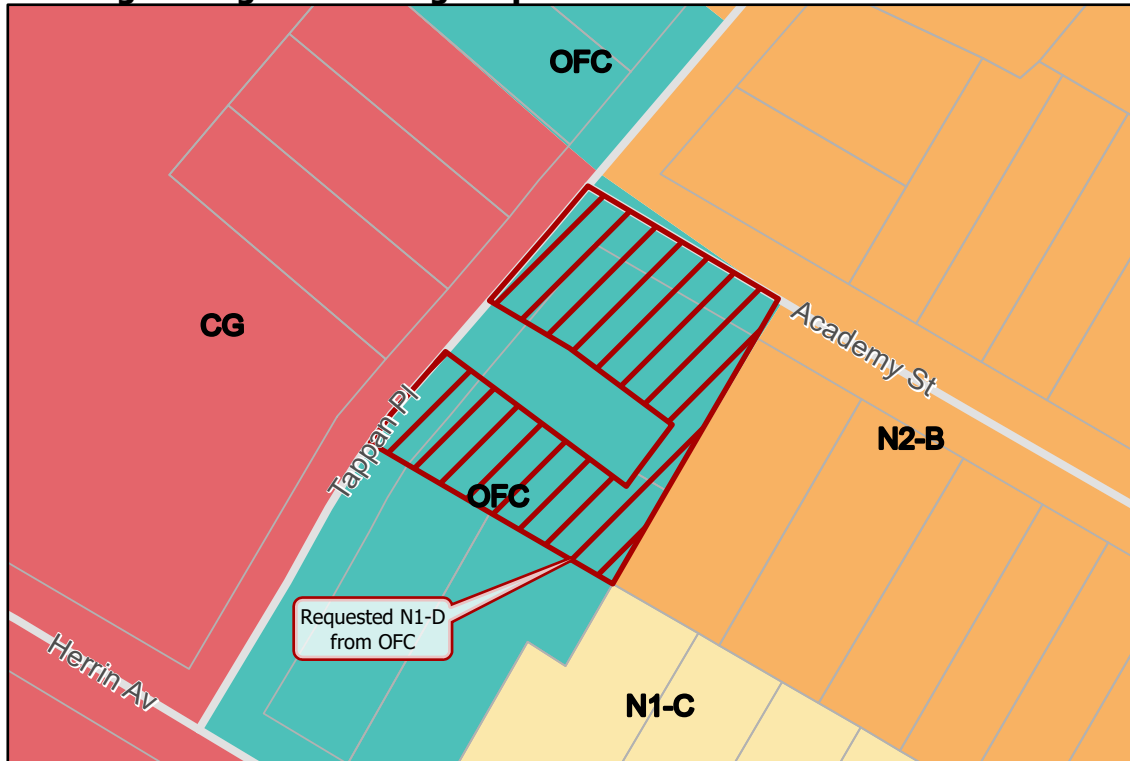 OFC
CG
Academy St
N2-B
Tappan Pl
OFC
Requested N1-D
from OFC
Herrin Av
N1-C